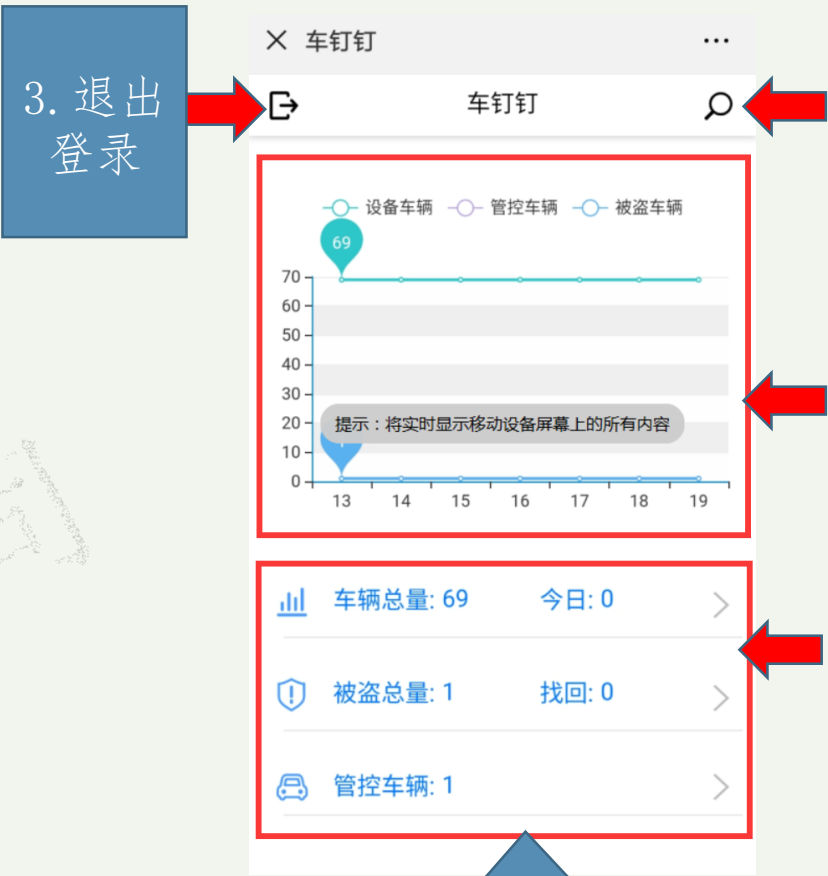 3.退出
登录
车钉钉
车钉钉
设备车辆 管控车辆 被盗车辆
69
70
60
50
40
30
20
提示：将实时显示移动设备屏幕上的所有内容
10
0
13 14 15 16 17 18 19
车辆总量: 69 今日: 0
被盗总量: 1 找回: 0
管控车辆: 1